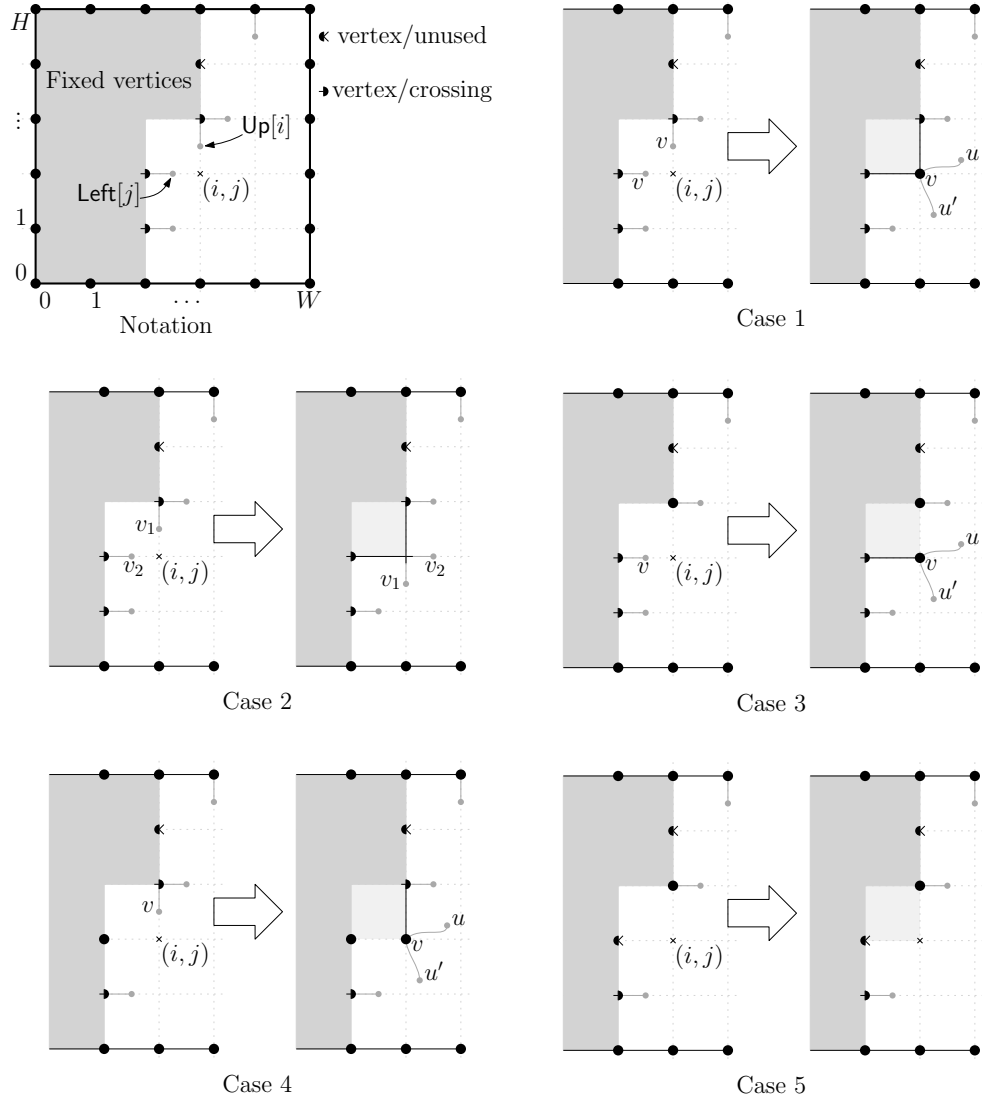 H
vertex/unused
Fixed vertices
vertex/crossing
⋮
Up[i]
Left[j]
(i, j)
1
0
0 1 ⋯ W
Notation
v
v
(i, j)
u
v
u′
Case 1
v₁
v₂
(i, j)
v₁
v₂
Case 2
v
(i, j)
u
v
u′
Case 3
v
(i, j)
u
v
u′
Case 4
(i, j)
Case 5